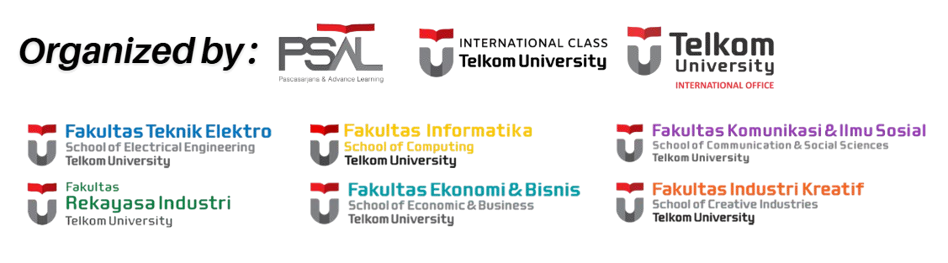 Organized by :
PSAL
Pascasarjana & Advance Learning
INTERNATIONAL CLASS
Telkom University
Telkom
University
INTERNATIONAL OFFICE
Fakultas Teknik Elektro
School of Electrical Engineering
Telkom University
Fakultas Informatika
School of Computing
Telkom University
Fakultas Komunikasi & Ilmu Sosial
School of Communication & Social Sciences
Telkom University
Fakultas
Rekayasa Industri
Telkom University
Fakultas Ekonomi & Bisnis
School of Economic & Business
Telkom University
Fakultas Industri Kreatif
School of Creative Industries
Telkom University